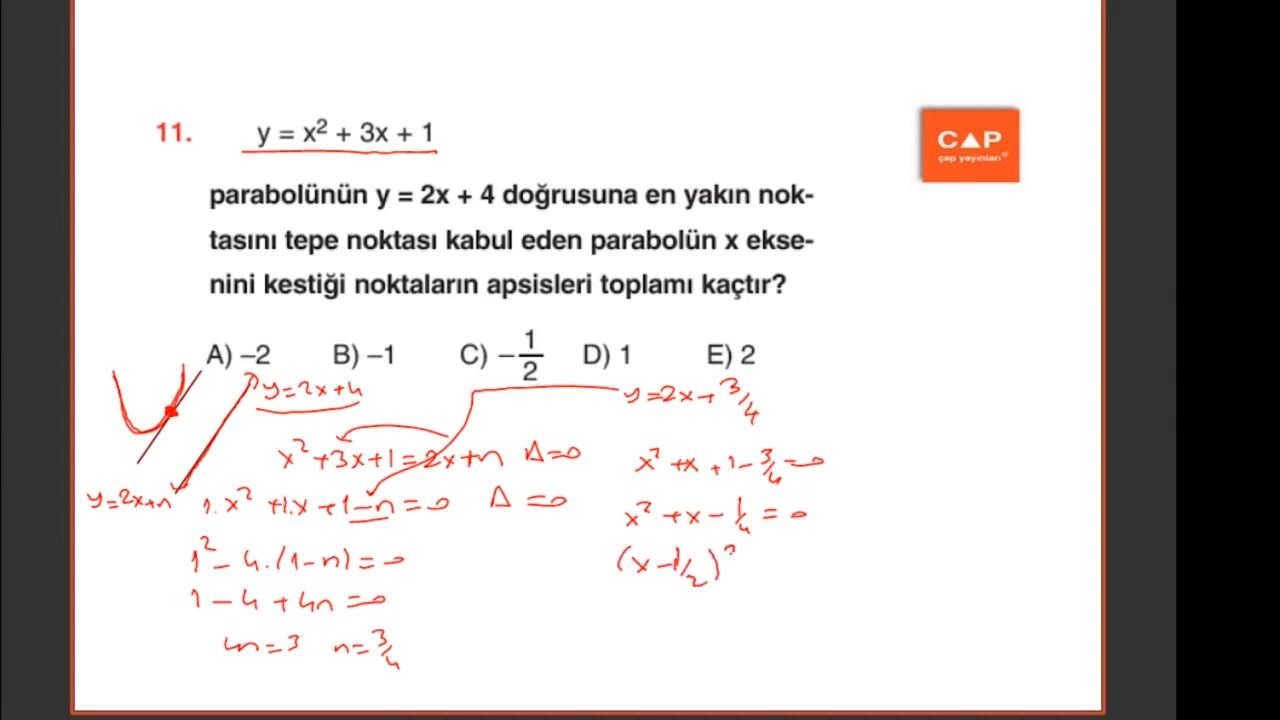 11. y = x² + 3x + 1
CAP
çap yayınları®
parabolünün y = 2x + 4 doğrusuna en yakın nok-
tasını tepe noktası kabul eden parabolün x ekse-
nini kestiği noktaların apsisleri toplamı kaçtır?
A) –2 B) –1 C) –1/2 D) 1 E) 2
y=2x+4
y=2x+3/4
x²+3x+1=2x+n Δ=0
x²+x+1-3/4=0
y=2x+n
1.x²+1.x+1-n=0 Δ=0
x²+x-1/4=0
1²-4.(1-n)=0
(x-1/2)²
1-4+4n=0
4n=3 n=3/4